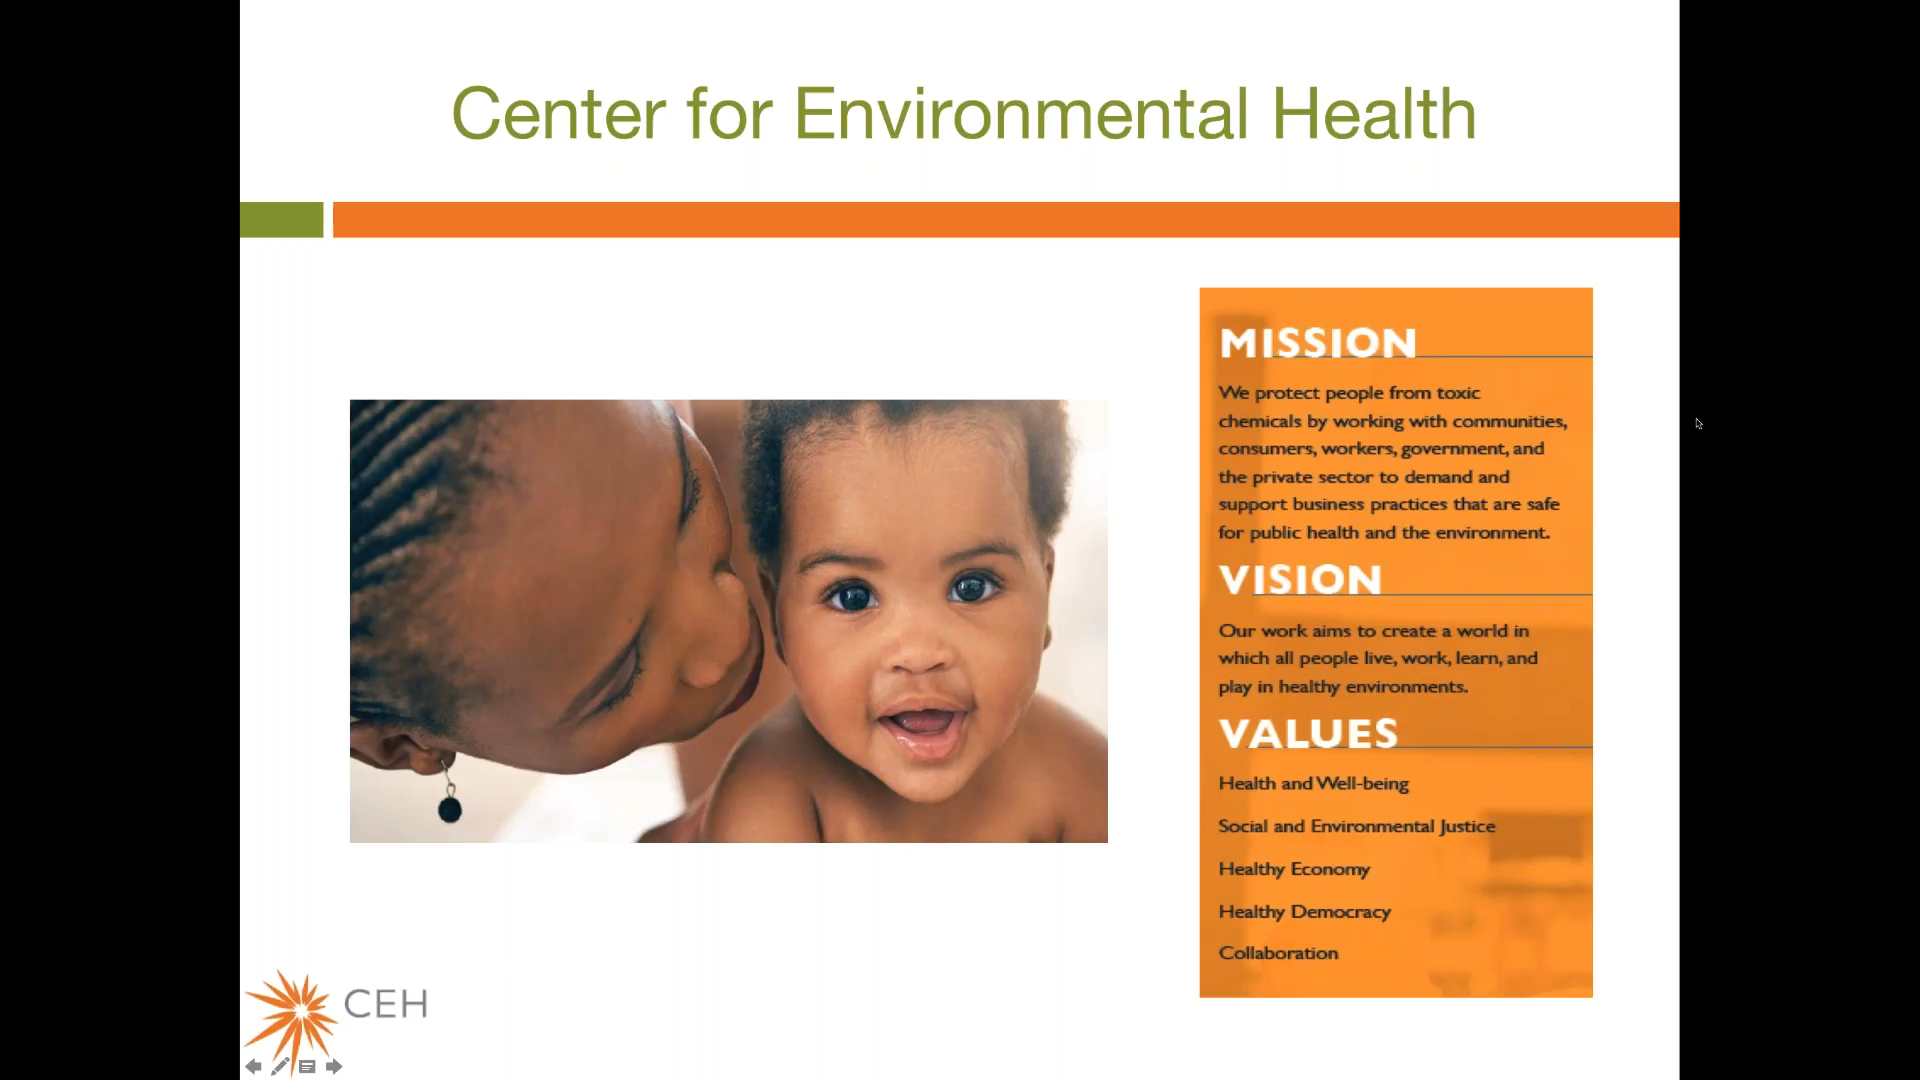 Center for Environmental Health
MISSION
We protect people from toxic
chemicals by working with communities,
consumers, workers, government, and
the private sector to demand and
support business practices that are safe
for public health and the environment.
VISION
Our work aims to create a world in
which all people live, work, learn, and
play in healthy environments.
VALUES
Health and Well-being
Social and Environmental Justice
Healthy Economy
Healthy Democracy
Collaboration
CEH